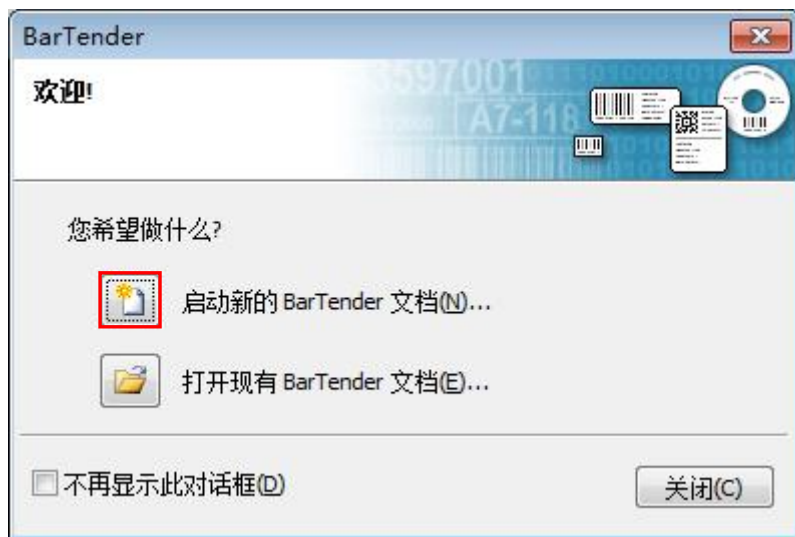 BarTender
欢迎!
3597001
A7-118
您希望做什么?
启动新的 BarTender 文档(N)...
打开现有 BarTender 文档(E)...
不再显示此对话框(D)
关闭(C)